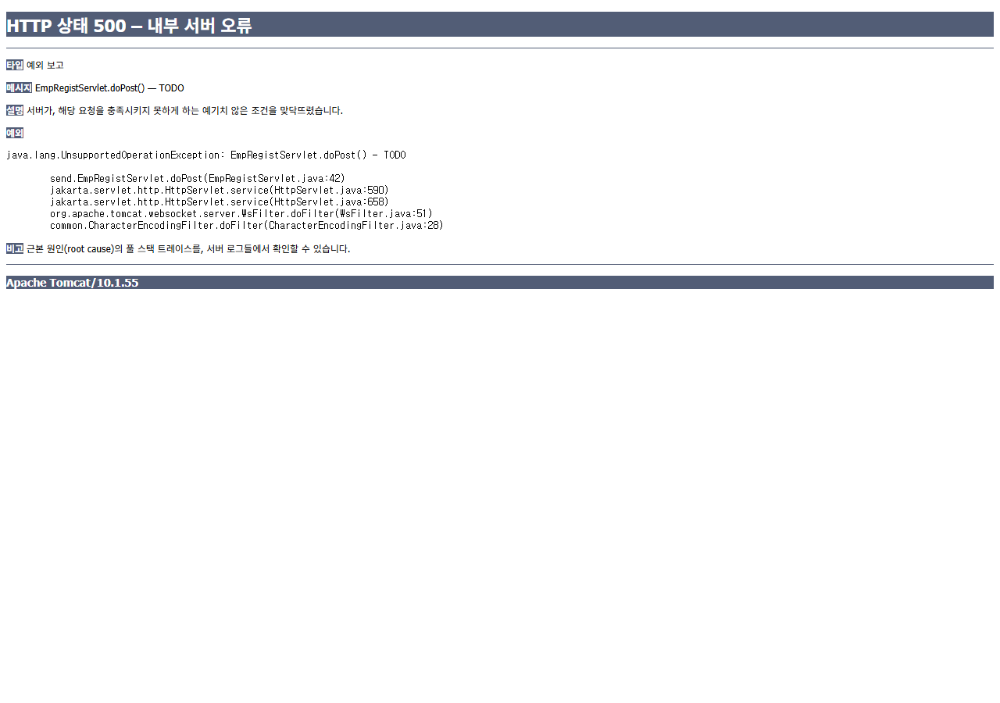 HTTP 상태 500 – 내부 서버 오류
타입 예외 보고
메시지 EmpRegistServlet.doPost() — TODO
설명 서버가, 해당 요청을 충족시키지 못하게 하는 예기치 않은 조건을 맞닥뜨렸습니다.
예외
java.lang.UnsupportedOperationException: EmpRegistServlet.doPost() - TODO
send.EmpRegistServlet.doPost(EmpRegistServlet.java:42)
jakarta.servlet.http.HttpServlet.service(HttpServlet.java:590)
jakarta.servlet.http.HttpServlet.service(HttpServlet.java:658)
org.apache.tomcat.websocket.server.WsFilter.doFilter(WsFilter.java:51)
common.CharacterEncodingFilter.doFilter(CharacterEncodingFilter.java:28)
비고 근본 원인(root cause)의 풀 스택 트레이스를, 서버 로그들에서 확인할 수 있습니다.
Apache Tomcat/10.1.55